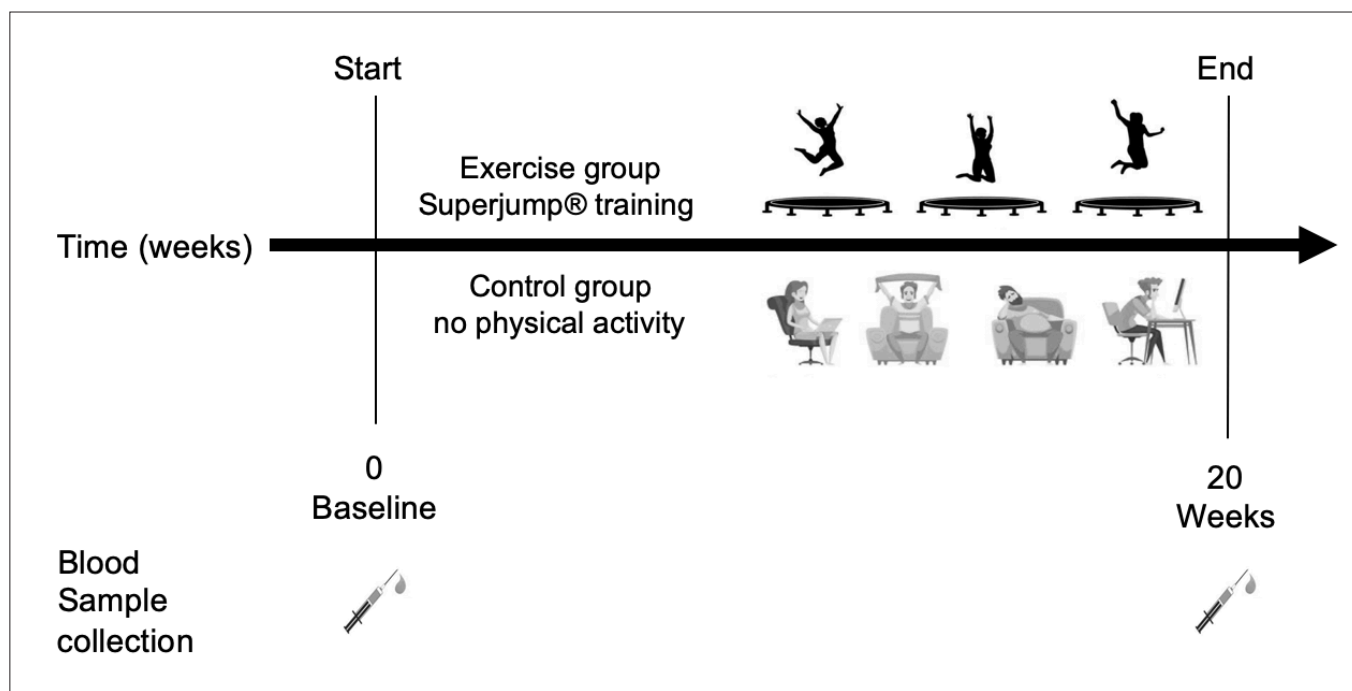 Start
End
Exercise group
Superjump® training
Time (weeks)
Control group
no physical activity
0
Baseline
20
Weeks
Blood
Sample
collection